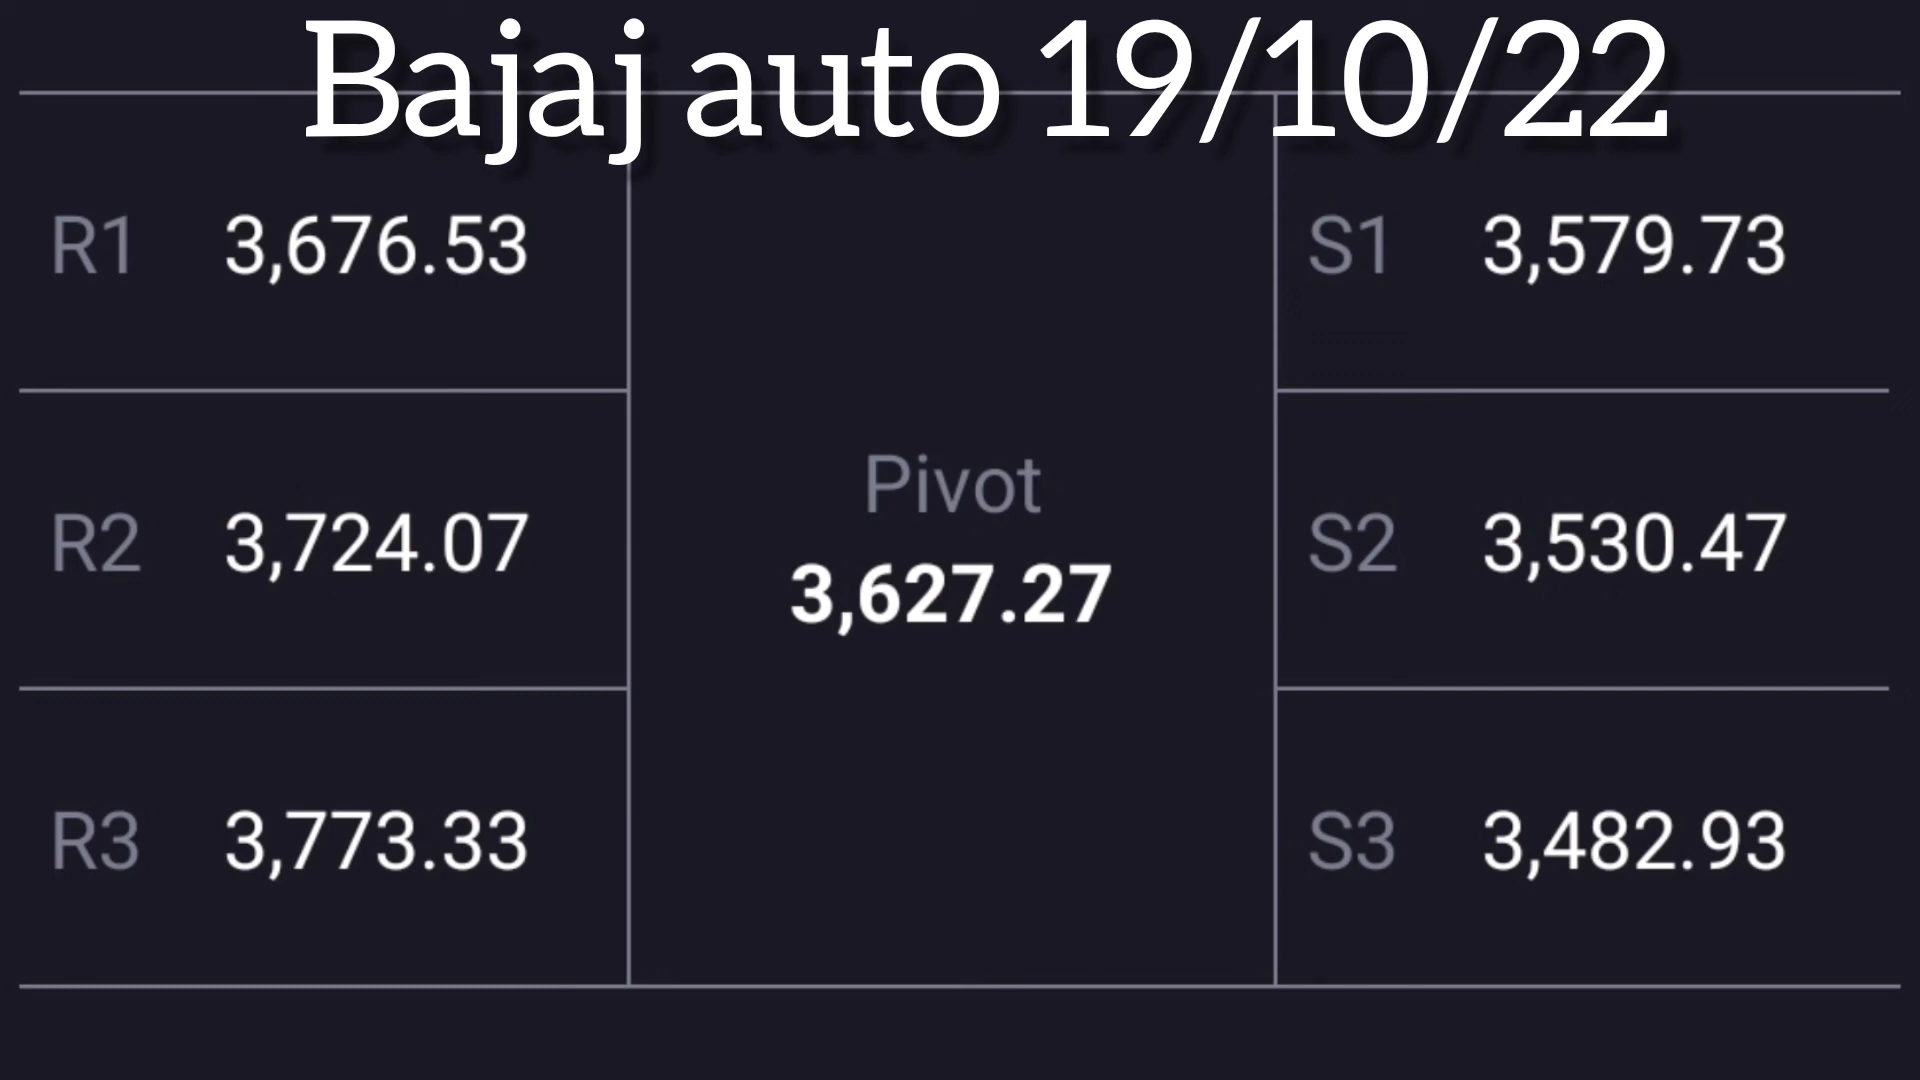 Bajaj auto 19/10/22
R1 3,676.53
S1 3,579.73
Pivot
R2 3,724.07
S2 3,530.47
3,627.27
R3 3,773.33
S3 3,482.93